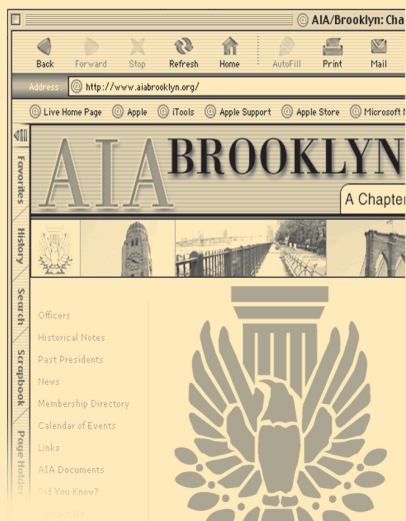 AIA/Brooklyn: Cha
Back Forward Stop Refresh Home AutoFill Print Mail
Address: @ http://www.aiabrooklyn.org/
@ Live Home Page @ Apple @ iTools @ Apple Support @ Apple Store @ Microsoft
AIA BROOKLYN
A Chapter
Favorites
History
Search
Scrapbook
Page Holder
Officers
Historical Notes
Past Presidents
News
Membership Directory
Calendar of Events
Links
AIA Documents
Did You Know?